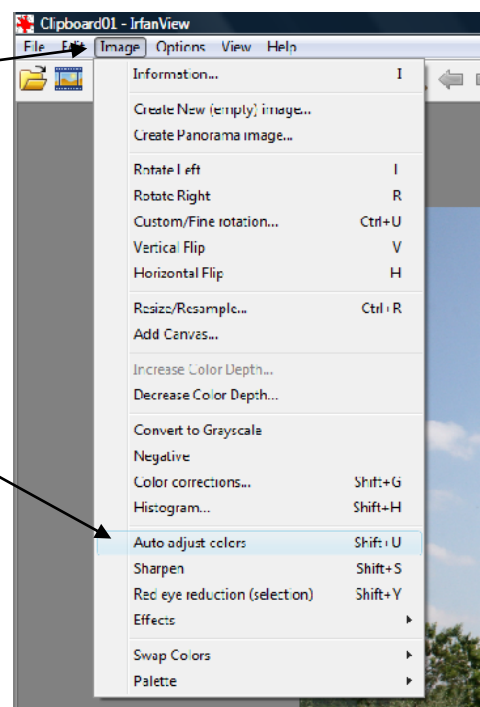 Clipboard01 - IrfanView
File Edit Image Options View Help
Information... I
Create New (empty) image...
Create Panorama image...
Rotate Left L
Rotate Right R
Custom/Fine rotation... Ctrl+U
Vertical Flip V
Horizontal Flip H
Resize/Resample... Ctrl+R
Add Canvas...
Increase Color Depth...
Decrease Color Depth...
Convert to Grayscale
Negative
Color corrections... Shift+G
Histogram... Shift+H
Auto adjust colors Shift+U
Sharpen Shift+S
Red eye reduction (selection) Shift+Y
Effects
Swap Colors
Palette